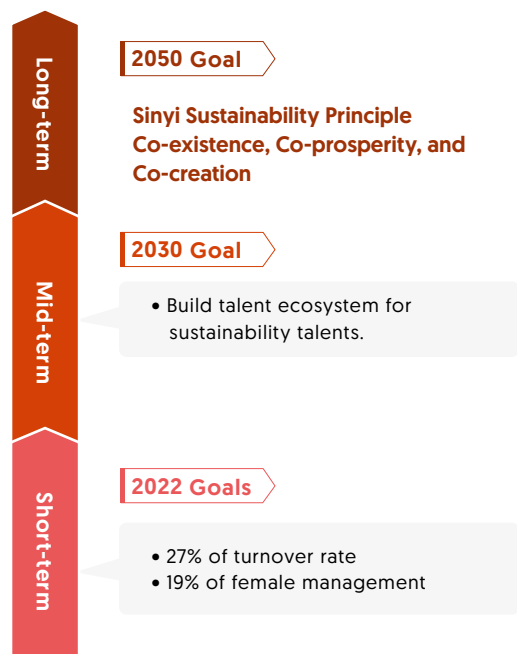 Long-term
2050 Goal
Sinyi Sustainability Principle
Co-existence, Co-prosperity, and
Co-creation
Mid-term
2030 Goal
• Build talent ecosystem for
sustainability talents.
Short-term
2022 Goals
• 27% of turnover rate
• 19% of female management